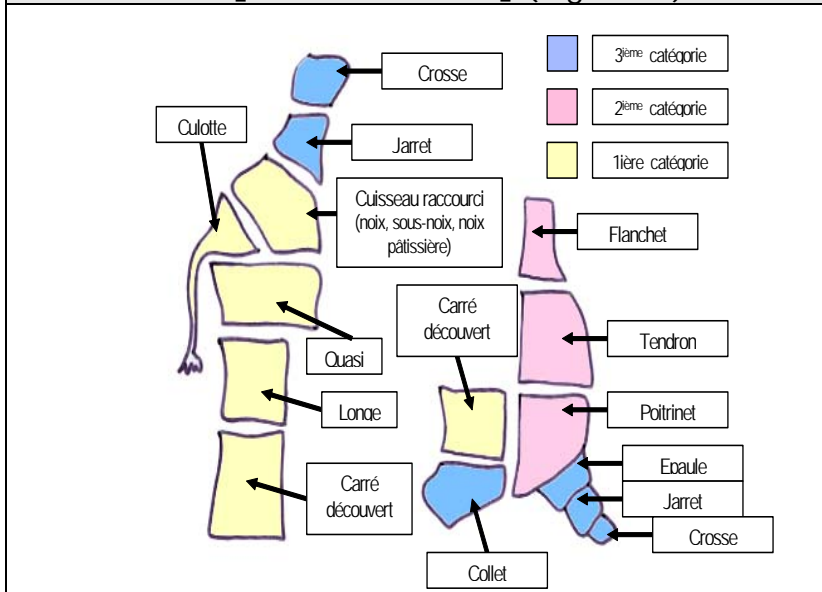 Crosse
3ième catégorie
Culotte
Jarret
2ième catégorie
1ière catégorie
Cuisseau raccourci
(noix, sous-noix, noix
pâtissière)
Flanchet
Carré
découvert
Tendron
Quasi
Longe
Poitrinet
Epaule
Carré
découvert
Jarret
Crosse
Collet